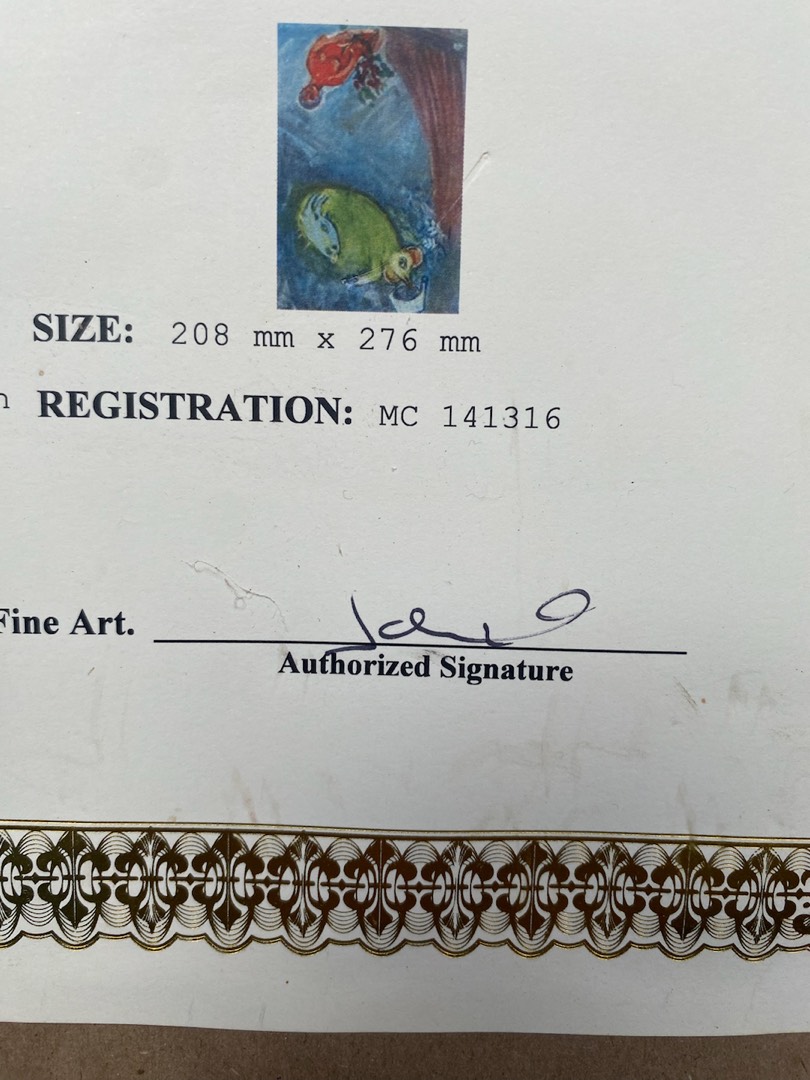 SIZE: 208 mm x 276 mm
n REGISTRATION: MC 141316
Fine Art.
Authorized Signature